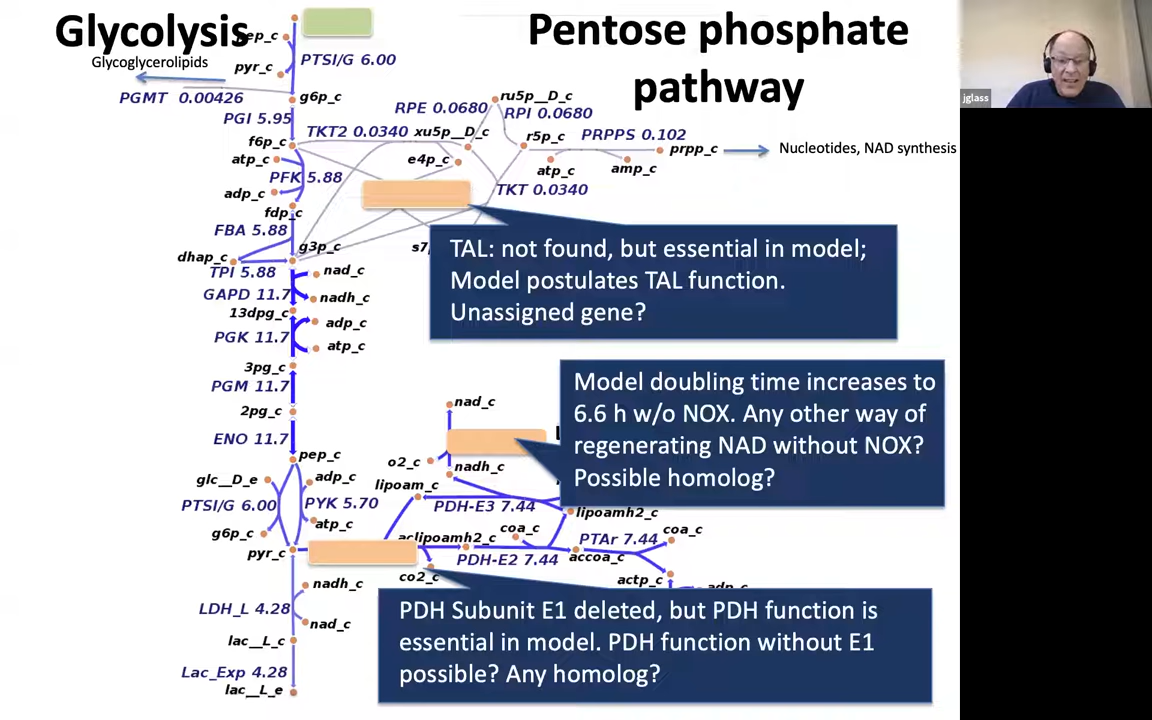 Glycolysis
Pentose phosphate
pathway
jglass
pep_c
Glycoglycerolipids
pyr_c
PTSI/G 6.00
PGMT 0.00426
g6p_c
PGI 5.95
RPE 0.0680
ru5p__D_c
RPI 0.0680
f6p_c
TKT2 0.0340
xu5p__D_c
r5p_c
PRPPS 0.102
prpp_c
Nucleotides, NAD synthesis
atp_c
e4p_c
atp_c
amp_c
PFK 5.88
TKT 0.0340
adp_c
fdp_c
FBA 5.88
dhap_c
g3p_c
s7
TPI 5.88
nad_c
GAPD 11.7
nadh_c
13dpg_c
adp_c
PGK 11.7
atp_c
3pg_c
PGM 11.7
2pg_c
ENO 11.7
pep_c
TAL: not found, but essential in model;
Model postulates TAL function.
Unassigned gene?
Model doubling time increases to
6.6 h w/o NOX. Any other way of
regenerating NAD without NOX?
Possible homolog?
nad_c
o2_c
nadh_c
glc__D_e
adp_c
lipoam_c
PTSI/G 6.00
PYK 5.70
PDH-E3 7.44
lipoamh2_c
atp_c
g6p_c
aclipoamh2_c
coa_c
PTAr 7.44
coa_c
pyr_c
PDH-E2 7.44
accoa_c
co2_c
actp_c
adp_c
nadh_c
LDH_L 4.28
nad_c
lac__L_c
Lac_Exp 4.28
lac__L_e
PDH Subunit E1 deleted, but PDH function is
essential in model. PDH function without E1
possible? Any homolog?